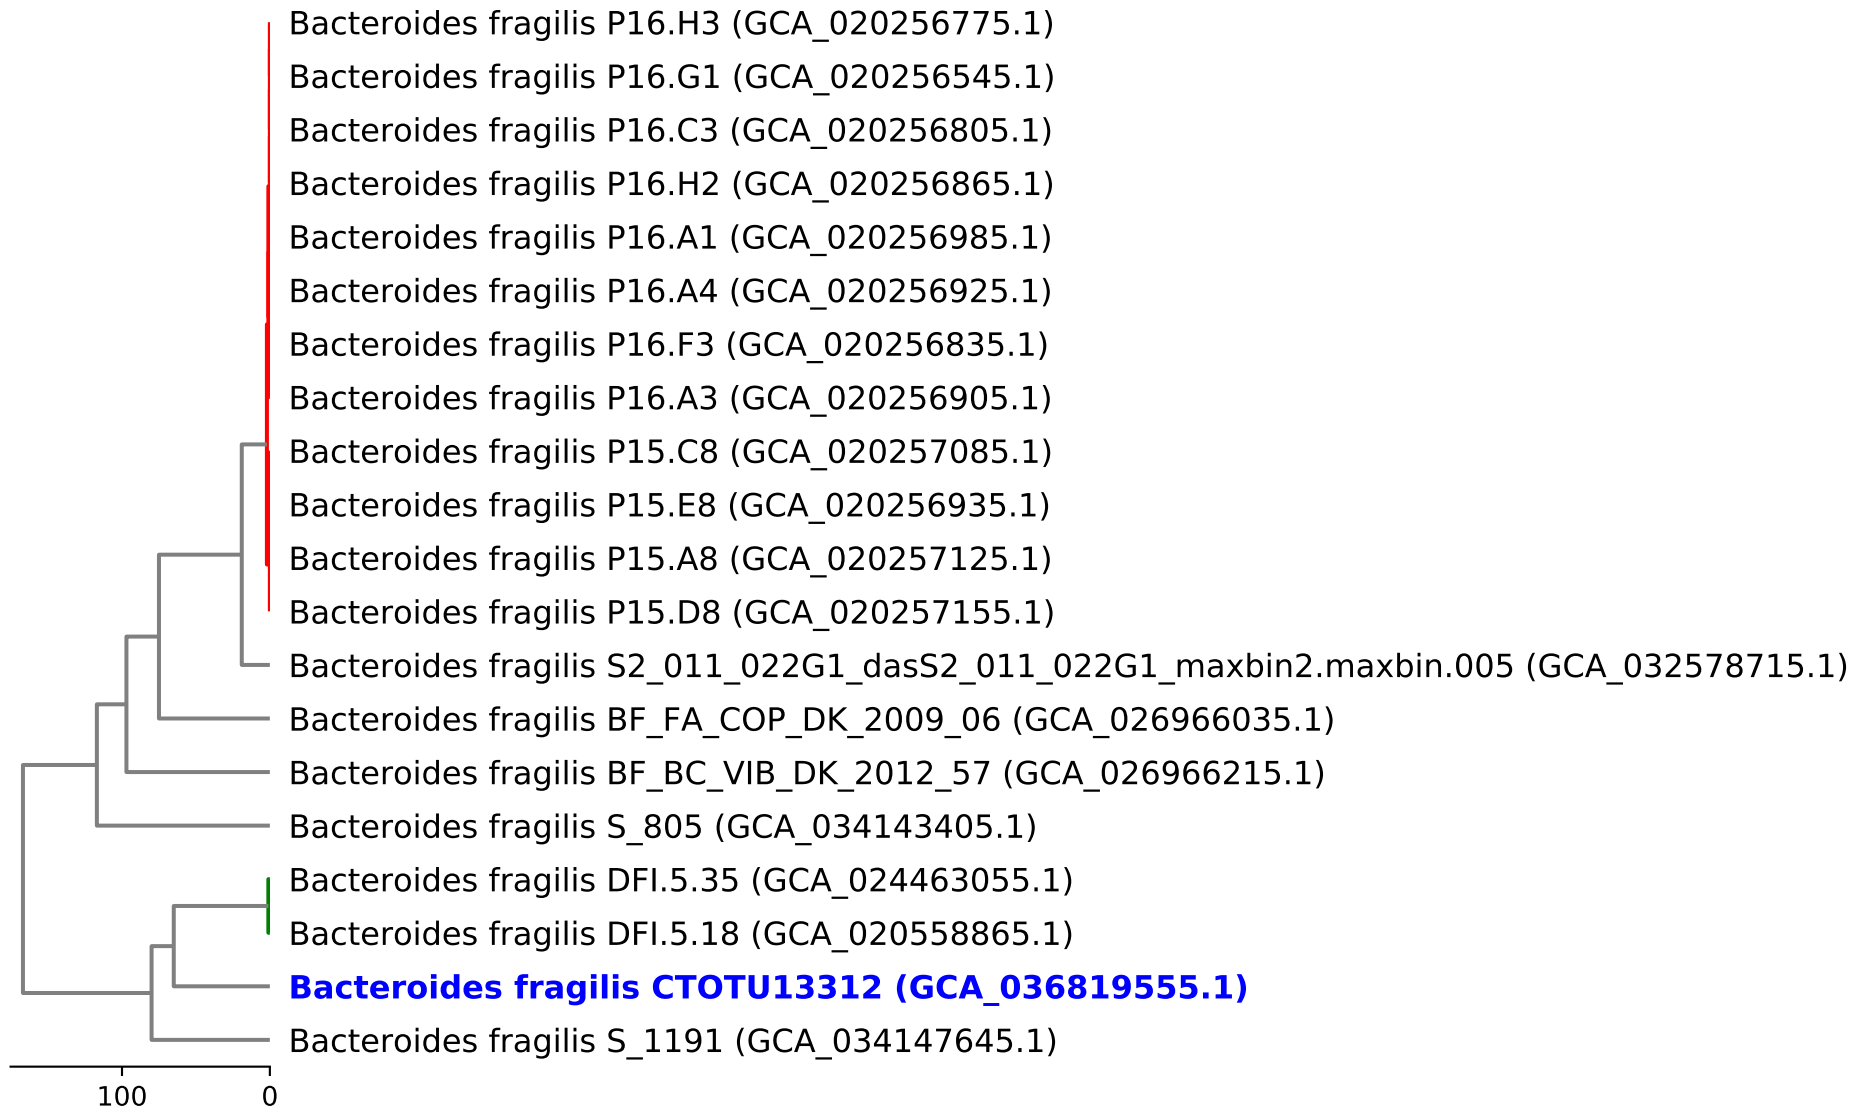 Bacteroides fragilis P16.H3 (GCA_020256775.1)
Bacteroides fragilis P16.G1 (GCA_020256545.1)
Bacteroides fragilis P16.C3 (GCA_020256805.1)
Bacteroides fragilis P16.H2 (GCA_020256865.1)
Bacteroides fragilis P16.A1 (GCA_020256985.1)
Bacteroides fragilis P16.A4 (GCA_020256925.1)
Bacteroides fragilis P16.F3 (GCA_020256835.1)
Bacteroides fragilis P16.A3 (GCA_020256905.1)
Bacteroides fragilis P15.C8 (GCA_020257085.1)
Bacteroides fragilis P15.E8 (GCA_020256935.1)
Bacteroides fragilis P15.A8 (GCA_020257125.1)
Bacteroides fragilis P15.D8 (GCA_020257155.1)
Bacteroides fragilis S2_011_022G1_dasS2_011_022G1_maxbin2.maxbin.005 (GCA_032578715.1)
Bacteroides fragilis BF_FA_COP_DK_2009_06 (GCA_026966035.1)
Bacteroides fragilis BF_BC_VIB_DK_2012_57 (GCA_026966215.1)
Bacteroides fragilis S_805 (GCA_034143405.1)
Bacteroides fragilis DFI.5.35 (GCA_024463055.1)
Bacteroides fragilis DFI.5.18 (GCA_020558865.1)
Bacteroides fragilis CTOTU13312 (GCA_036819555.1)
Bacteroides fragilis S_1191 (GCA_034147645.1)
100 0